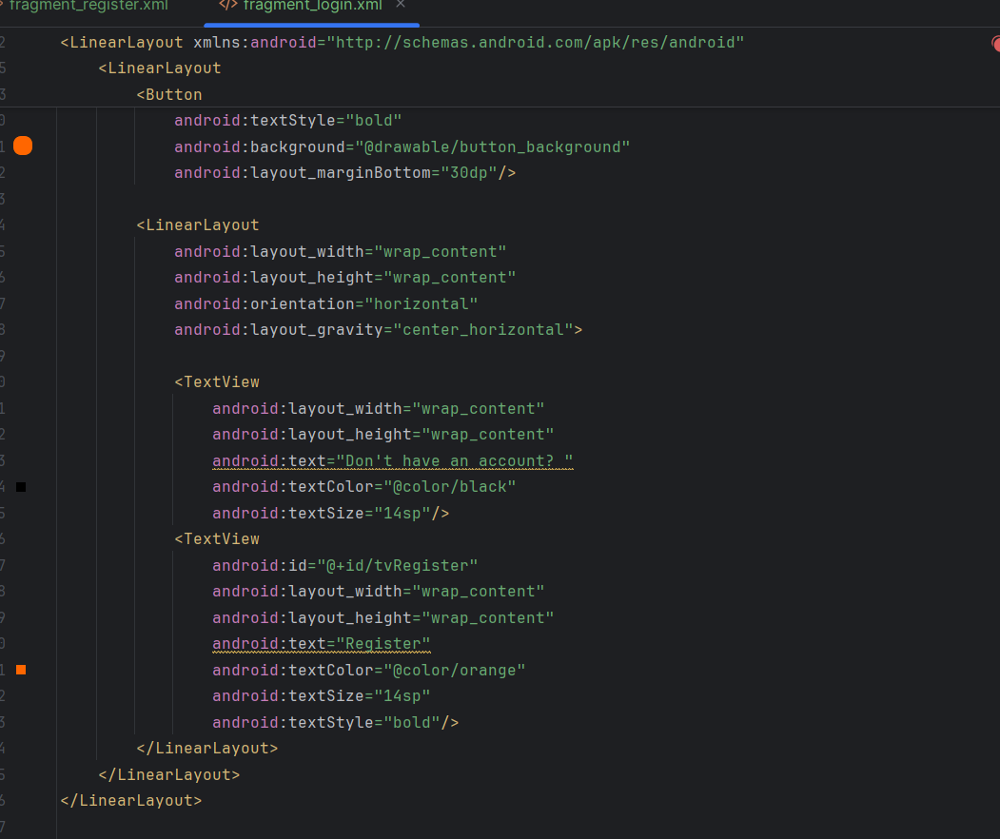 fragment_register.xml </> fragment_login.xml ×
<LinearLayout xmlns:android="http://schemas.android.com/apk/res/android"
<LinearLayout
<Button
android:textStyle="bold"
android:background="@drawable/button_background"
android:layout_marginBottom="30dp"/>
<LinearLayout
android:layout_width="wrap_content"
android:layout_height="wrap_content"
android:orientation="horizontal"
android:layout_gravity="center_horizontal">
<TextView
android:layout_width="wrap_content"
android:layout_height="wrap_content"
android:text="Don't have an account? "
android:textColor="@color/black"
android:textSize="14sp"/>
<TextView
android:id="@+id/tvRegister"
android:layout_width="wrap_content"
android:layout_height="wrap_content"
android:text="Register"
android:textColor="@color/orange"
android:textSize="14sp"
android:textStyle="bold"/>
</LinearLayout>
</LinearLayout>
</LinearLayout>